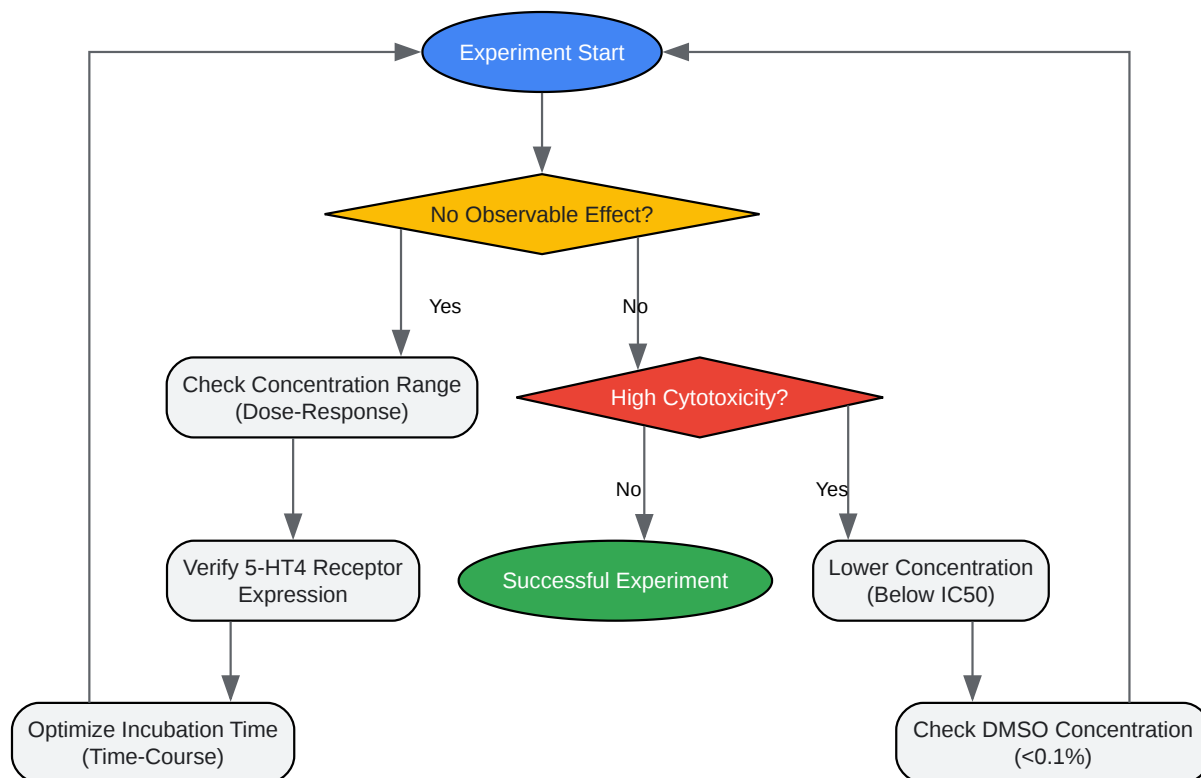 Experiment Start
No Observable Effect?
Yes
No
Check Concentration Range
(Dose-Response)
High Cytotoxicity?
No
Yes
Verify 5-HT4 Receptor
Expression
Successful Experiment
Lower Concentration
(Below IC50)
Optimize Incubation Time
(Time-Course)
Check DMSO Concentration
(<0.1%)